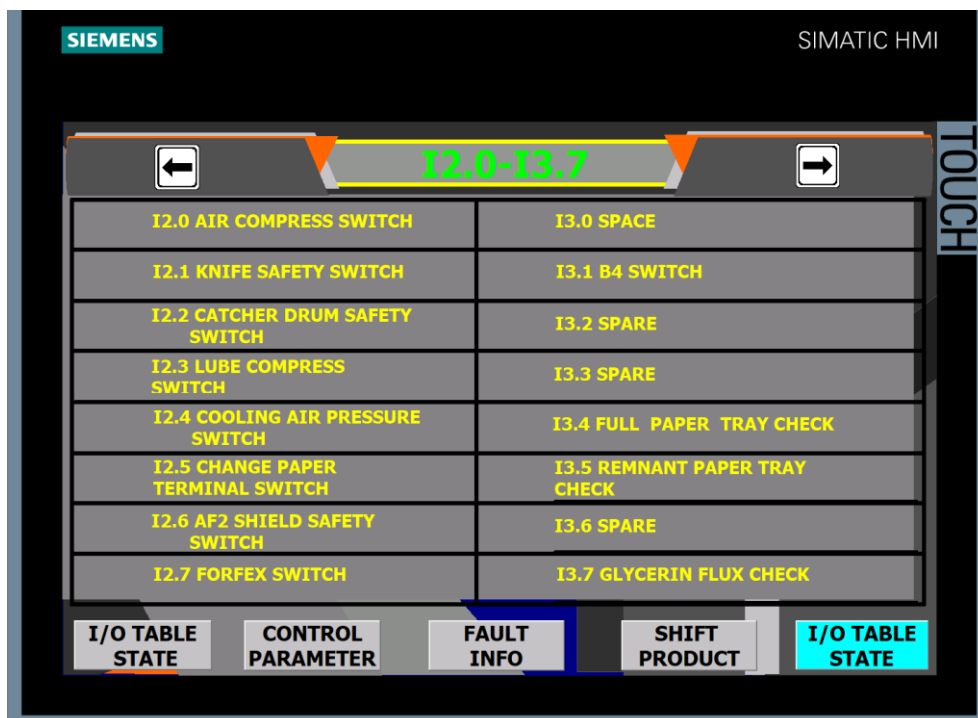 SIEMENS
SIMATIC HMI
TOUCH
I2.0-I3.7
I2.0 AIR COMPRESS SWITCH
I3.0 SPACE
I2.1 KNIFE SAFETY SWITCH
I3.1 B4 SWITCH
I2.2 CATCHER DRUM SAFETY
SWITCH
I3.2 SPARE
I2.3 LUBE COMPRESS
SWITCH
I3.3 SPARE
I2.4 COOLING AIR PRESSURE
SWITCH
I3.4 FULL PAPER TRAY CHECK
I2.5 CHANGE PAPER
TERMINAL SWITCH
I3.5 REMNANT PAPER TRAY
CHECK
I2.6 AF2 SHIELD SAFETY
SWITCH
I3.6 SPARE
I2.7 FORFEX SWITCH
I3.7 GLYCERIN FLUX CHECK
I/O TABLE
STATE
CONTROL
PARAMETER
FAULT
INFO
SHIFT
PRODUCT
I/O TABLE
STATE